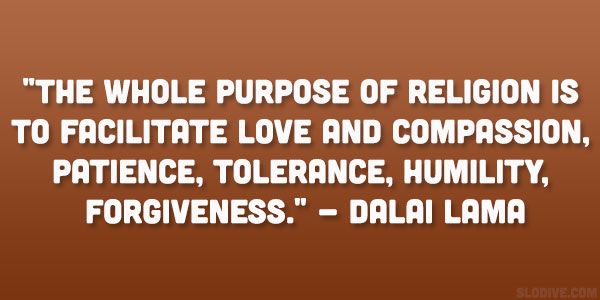 "THE WHOLE PURPOSE OF RELIGION IS
TO FACILITATE LOVE AND COMPASSION,
PATIENCE, TOLERANCE, HUMILITY,
FORGIVENESS." – DALAI LAMA
SLODIVE.COM